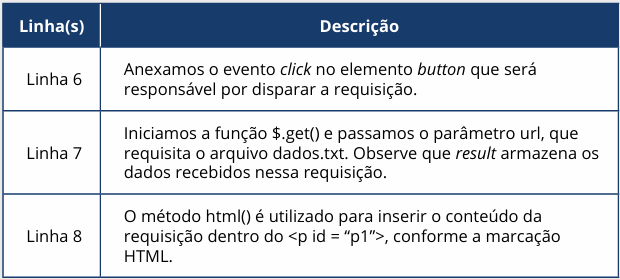 Linha(s) Descrição
Linha 6
Anexamos o evento click no elemento button que será
responsável por disparar a requisição.
Linha 7
Iniciamos a função $.get() e passamos o parâmetro url, que
requisita o arquivo dados.txt. Observe que result armazena os
dados recebidos nessa requisição.
Linha 8
O método html() é utilizado para inserir o conteúdo da
requisição dentro do <p id = “p1”>, conforme a marcação
HTML.